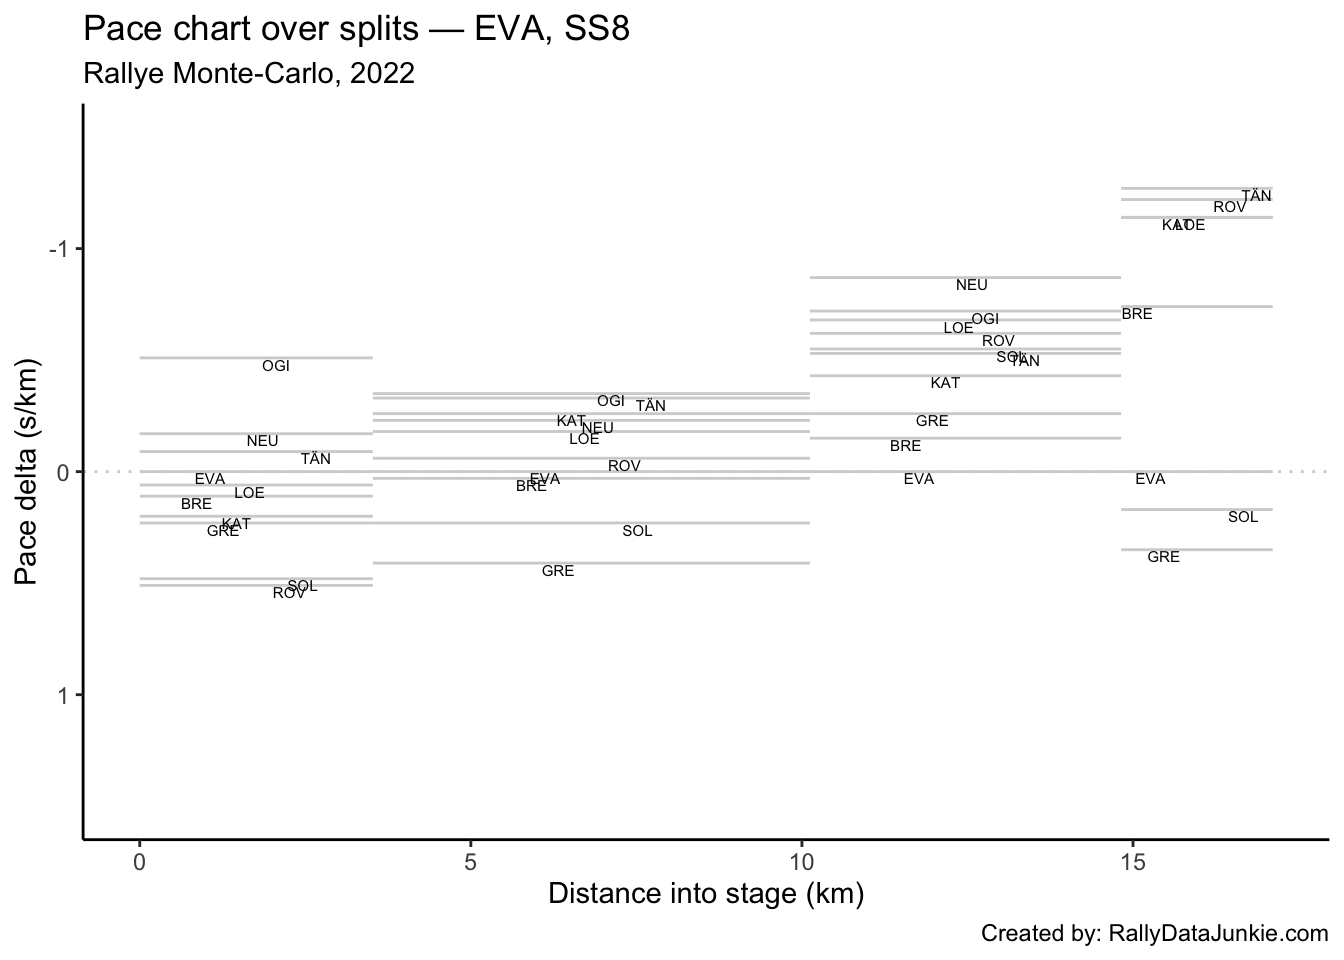 Pace chart over splits — EVA, SS8
Rallye Monte-Carlo, 2022
Pace delta (s/km)
-1
0
1
OGI
NEU
TÄN
EVA
LOE
BRE
KAT
GRE
SOL
ROV
OGI
TÄN
KAT
NEU
LOE
ROV
EVA
BRE
SOL
GRE
NEU
OGI
LOE
ROV
SOL
TÄN
KAT
GRE
BRE
EVA
TÄN
ROV
KAT
LOE
BRE
EVA
SOL
GRE
0
5
10
15
Distance into stage (km)
Created by: RallyDataJunkie.com